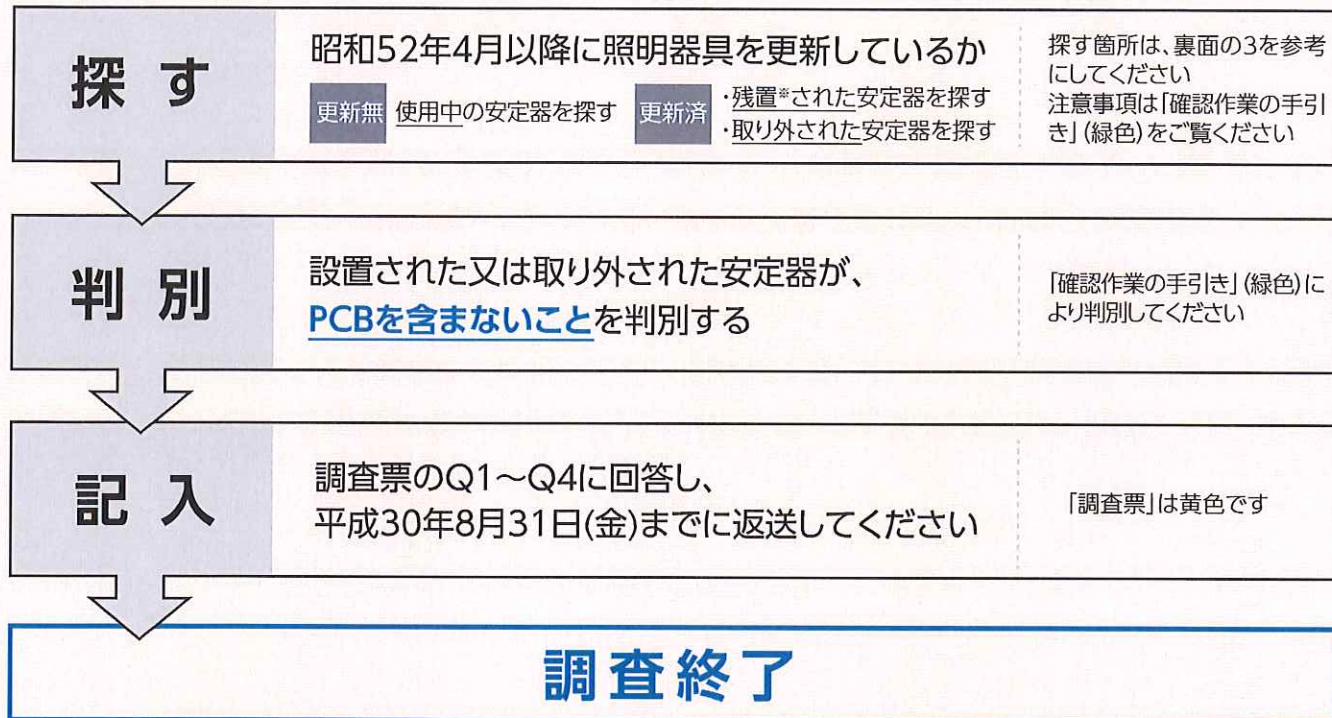 探す
昭和52年4月以降に照明器具を更新しているか
更新無 使用中の安定器を探す 更新済 ・残置※された安定器を探す
・取り外された安定器を探す
探す箇所は、裏面の3を参考
にしてください
注意事項は「確認作業の手引
き」(緑色)をご覧ください
判別
設置された又は取り外された安定器が、
PCBを含まないことを判別する
「確認作業の手引き」(緑色)に
より判別してください
記入
調査票のQ1～Q4に回答し、
平成30年8月31日(金)までに返送してください
「調査票」は黄色です
調査終了